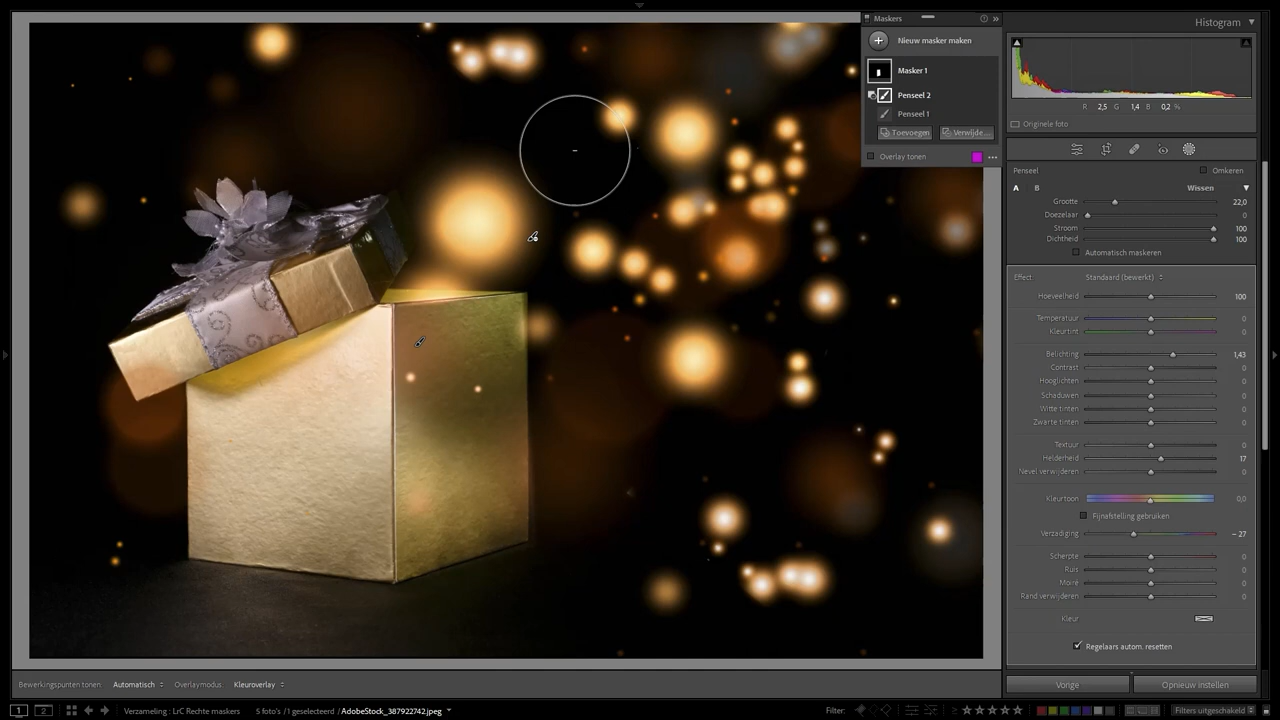 Maskers
Nieuw masker maken
Masker 1
Penseel 2
Penseel 1
Toevoegen
Verwijde...
Overlay tonen
Histogram
R 2,5 G 1,4 B 0,2 %
Originele foto
Penseel
Omkeren
A B Wissen
Grootte 22,0
Doezelaar 0
Stroom 100
Dichtheid 100
Automatisch maskeren
Effect: Standaard (bewerkt)
Hoeveelheid 100
Temperatuur
Kleurtint
Belichting 1,43
Contrast 0
Hooglichten 0
Schaduwen 0
Witte tinten 0
Zwarte tinten 0
Textuur 0
Helderheid 17
Nevel verwijderen 0
Kleurtoon 0,0
Fijnafstelling gebruiken
Verzadiging – 27
Scherpte 0
Ruis 0
Moiré 0
Rand verwijderen 0
Kleur
Regelaars autom. resetten
Vorige
Opnieuw instellen
Bewerkingspunten tonen: Automatisch
Overlaymodus: Kleuroverlay
1 2
Verzameling : LrC Rechte maskers
5 foto's /1 geselecteerd /AdobeStock_387922742.jpeg
Filter:
Filters uitgeschakeld